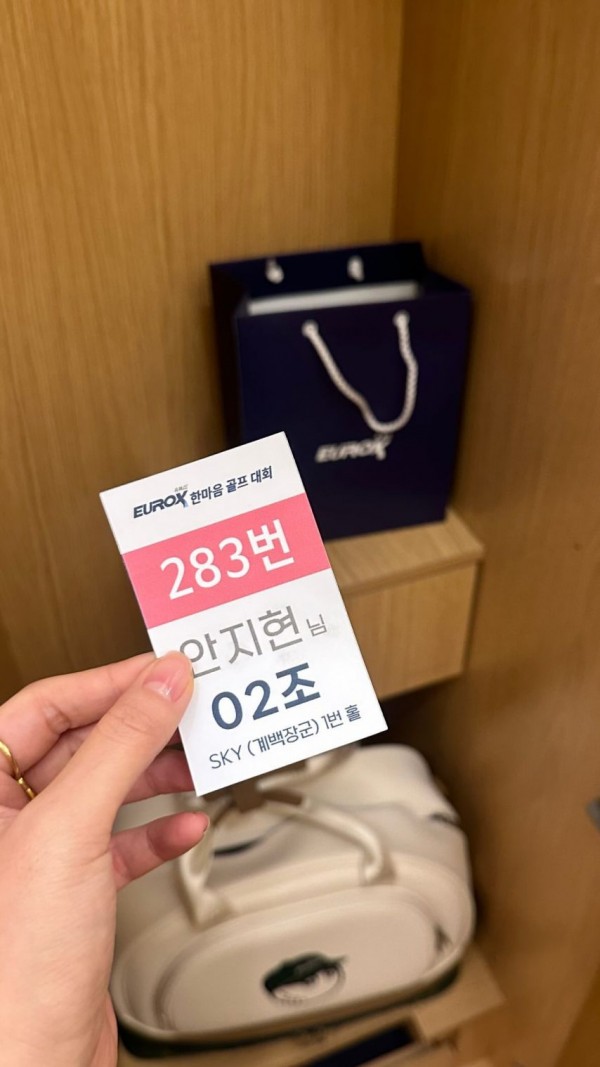 EUROX
EUROX 한마음 골프 대회
283번
안지현 님
02조
SKY (계백장군) 1번 홀